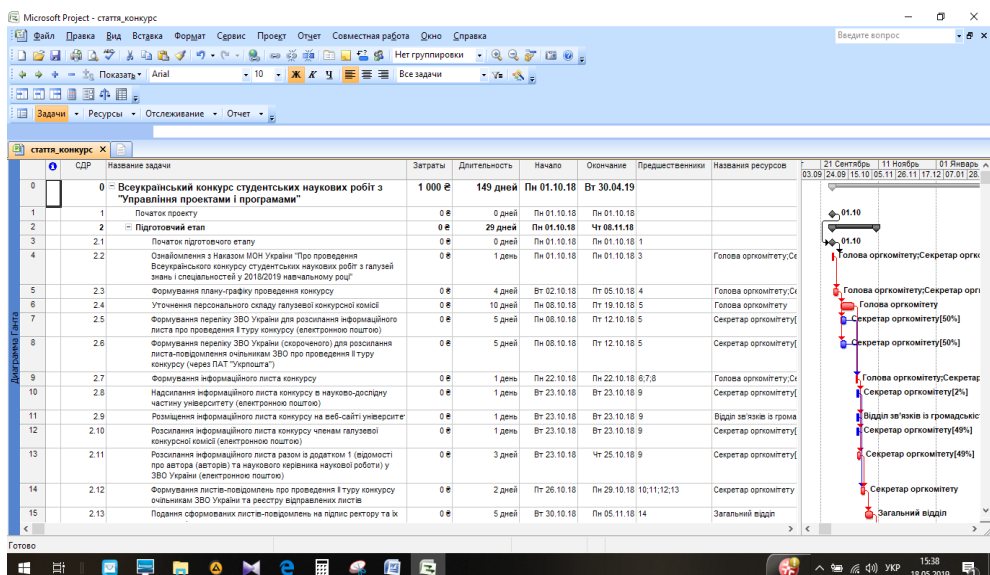 Microsoft Project - стаття_конкурс
Файл Правка Вид Вставка Формат Сервис Проект Отчет Совместная работа Окно Справка Введите вопрос
Нет группировки
Показать Arial 10 Ж К Ч Все задачи
Задачи Ресурсы Отслеживание Отчет
стаття_конкурс
СДР Название задачи Затраты Длительность Начало Окончание Предшественники Названия ресурсов 21 Сентябрь 11 Ноябрь 01 Январь
03.09 24.09 15.10 05.11 26.11 17.12 07.01 28.
0 0 Всеукраїнський конкурс студентських наукових робіт з 1 000 ₴ 149 дней Пн 01.10.18 Вт 30.04.19
"Управління проектами і програмами"
1 1 Початок проекту 0 ₴ 0 дней Пн 01.10.18 Пн 01.10.18 01.10
2 2 Підготовчий етап 0 ₴ 29 дней Пн 01.10.18 Чт 08.11.18
3 2.1 Початок підготовчого етапу 0 ₴ 0 дней Пн 01.10.18 Пн 01.10.18 1 01.10
4 2.2 Ознайомлення з Наказом МОН України "Про проведення 0 ₴ 1 день Пн 01.10.18 Пн 01.10.18 3 Голова оргкомітету;Се Голова оргкомітету;Секретар оргко
Всеукраїнського конкурсу студентських наукових робіт з галузей
знань і спеціальностей у 2018/2019 навчальному році"
5 2.3 Формування плану-графіку проведення конкурсу 0 ₴ 4 дней Вт 02.10.18 Пт 05.10.18 4 Голова оргкомітету;Се Голова оргкомітету;Секретар орг
6 2.4 Уточнення персонального складу галузевої конкурсної комісії 0 ₴ 10 дней Пн 08.10.18 Пт 19.10.18 5 Голова оргкомітету Голова оргкомітету
7 2.5 Формування переліку ЗВО України для розсилання інформаційного 0 ₴ 5 дней Пн 08.10.18 Пт 12.10.18 5 Секретар оргкомітету[ Секретар оргкомітету[50%]
листа про проведення ІІ туру конкурсу (електронною поштою)
8 2.6 Формування переліку ЗВО України (скороченого) для розсилання 0 ₴ 5 дней Пн 08.10.18 Пт 12.10.18 5 Секретар оргкомітету[ Секретар оргкомітету[50%]
листа-повідомлення очільникам ЗВО про проведення ІІ туру
конкурсу (через ПАТ "Укрпошта")
9 2.7 Формування інформаційного листа конкурсу 0 ₴ 1 день Пн 22.10.18 Пн 22.10.18 6;7;8 Голова оргкомітету;Се Голова оргкомітету;Секретар
10 2.8 Надсилання інформаційного листа конкурсу в науково-дослідну 0 ₴ 1 день Вт 23.10.18 Вт 23.10.18 9 Секретар оргкомітету[ Секретар оргкомітету[2%]
частину університету (електронною поштою)
11 2.9 Розміщення інформаційного листа конкурсу на веб-сайті університе 0 ₴ 1 день Вт 23.10.18 Вт 23.10.18 9 Відділ зв'язків із грома Відділ зв'язків із громадськіс
12 2.10 Розсилання інформаційного листа конкурсу членам галузевої 0 ₴ 1 день Вт 23.10.18 Вт 23.10.18 9 Секретар оргкомітету[ Секретар оргкомітету[49%]
конкурсної комісії (електронною поштою)
13 2.11 Розсилання інформаційного листа разом із додатком 1 (відомості 0 ₴ 3 дней Вт 23.10.18 Чт 25.10.18 9 Секретар оргкомітету[ Секретар оргкомітету[49%]
про автора (авторів) та наукового керівника наукової роботи) у
ЗВО України (електронною поштою)
14 2.12 Формування листів-повідомлень про проведення ІІ туру конкурсу 0 ₴ 2 дней Пт 26.10.18 Пн 29.10.18 10;11;12;13 Секретар оргкомітету Секретар оргкомітету
очільникам ЗВО України та реєстру відправлених листів
15 2.13 Подання сформованих листів-повідомлень на підпис ректору та їх 0 ₴ 5 дней Вт 30.10.18 Пн 05.11.18 14 Загальний відділ Загальний відділ
Диаграмма Ганта
Готово
УКР 15:38
18.05.2019